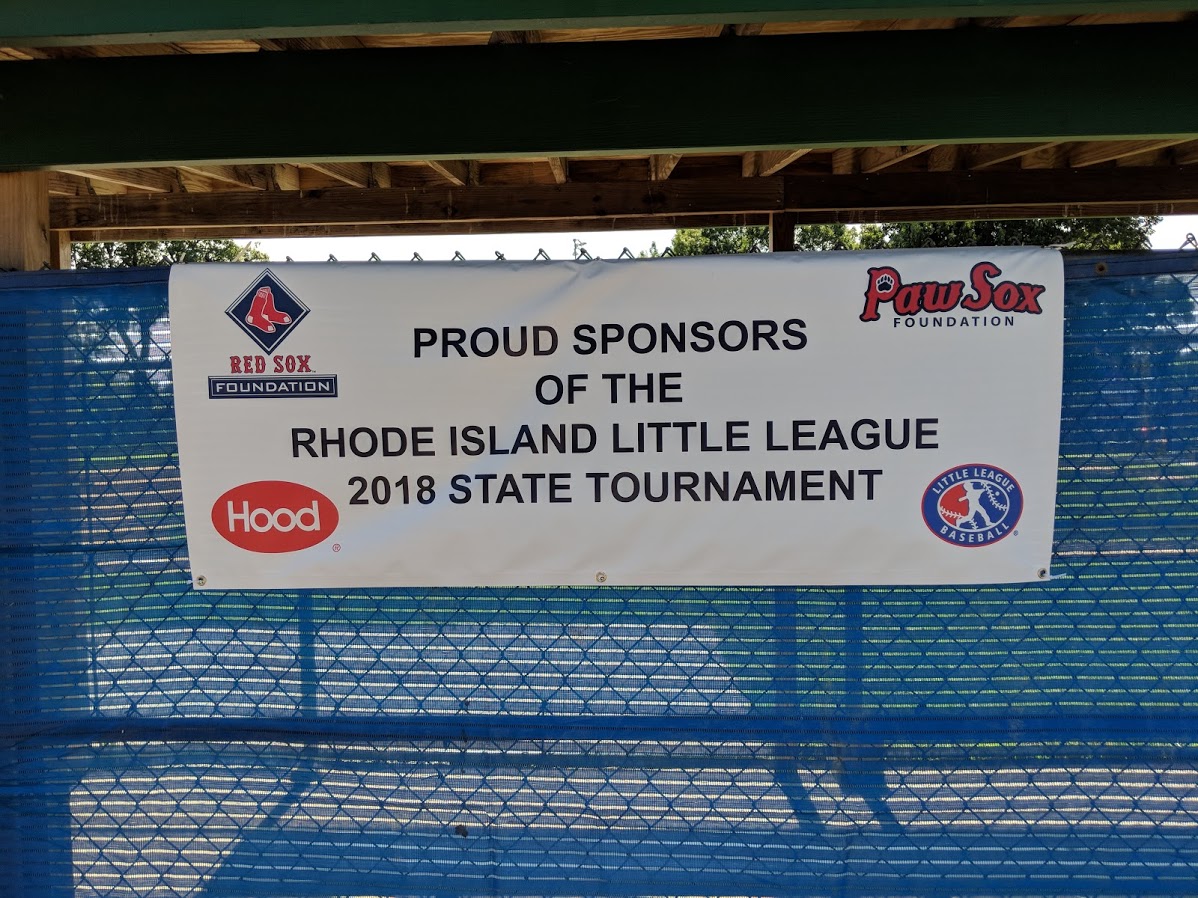 RED SOX
FOUNDATION
PawSox
FOUNDATION
PROUD SPONSORS
OF THE
RHODE ISLAND LITTLE LEAGUE
2018 STATE TOURNAMENT
Hood®
LITTLE LEAGUE
BASEBALL®